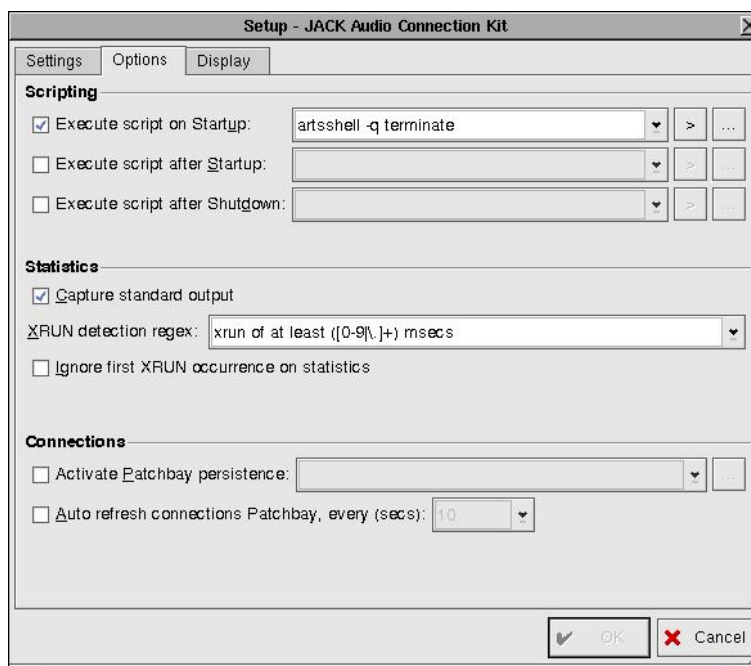 Setup - JACK Audio Connection Kit
Settings Options Display
Scripting
Execute script on Startup: artsshell -q terminate > ...
Execute script after Startup: > ...
Execute script after Shutdown: > ...
Statistics
Capture standard output
XRUN detection regex: xrun of at least ([0-9|\.]+) msecs
Ignore first XRUN occurrence on statistics
Connections
Activate Patchbay persistence: ...
Auto refresh connections Patchbay, every (secs): 10
OK Cancel